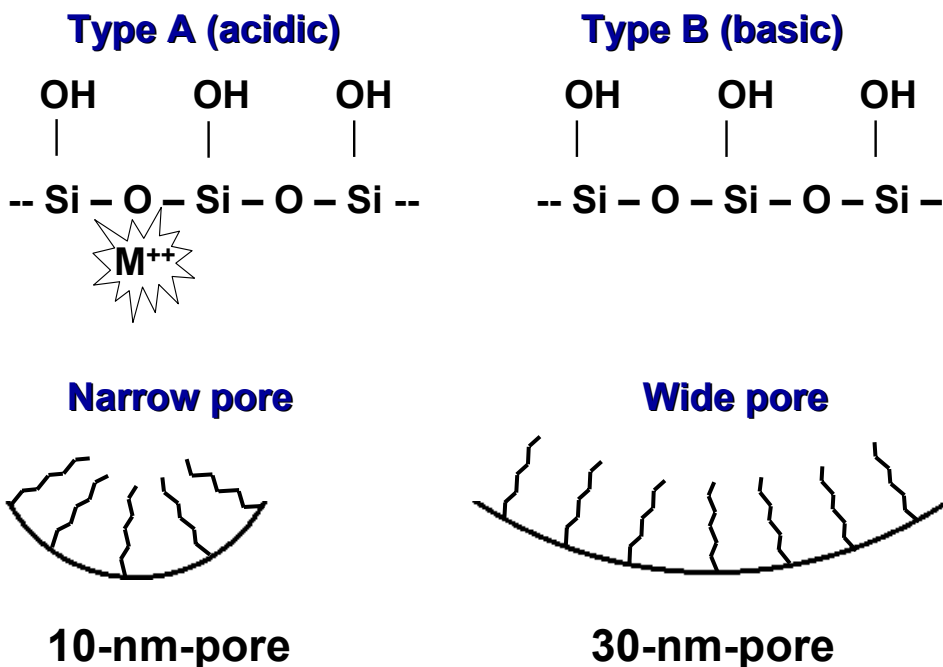 Type A (acidic)
OH OH OH
-- Si – O – Si – O – Si --
M++
Type B (basic)
OH OH OH
-- Si – O – Si – O – Si –
Narrow pore
10-nm-pore
Wide pore
30-nm-pore